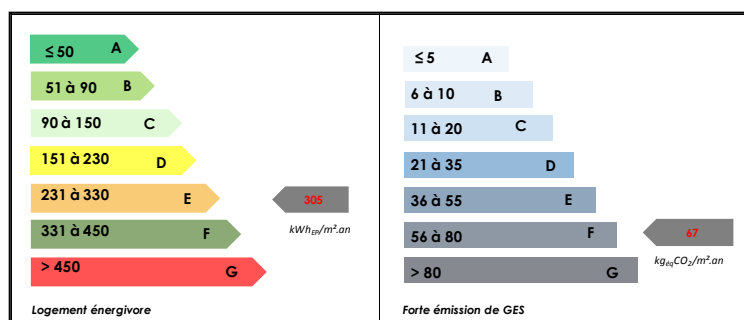 ≤ 50 A
51 à 90 B
90 à 150 C
151 à 230 D
231 à 330 E
305
331 à 450 F
kWhEP/m².an
> 450 G
Logement énergivore
≤ 5 A
6 à 10 B
11 à 20 C
21 à 35 D
36 à 55 E
56 à 80 F
67
kgéqCO₂/m².an
> 80 G
Forte émission de GES